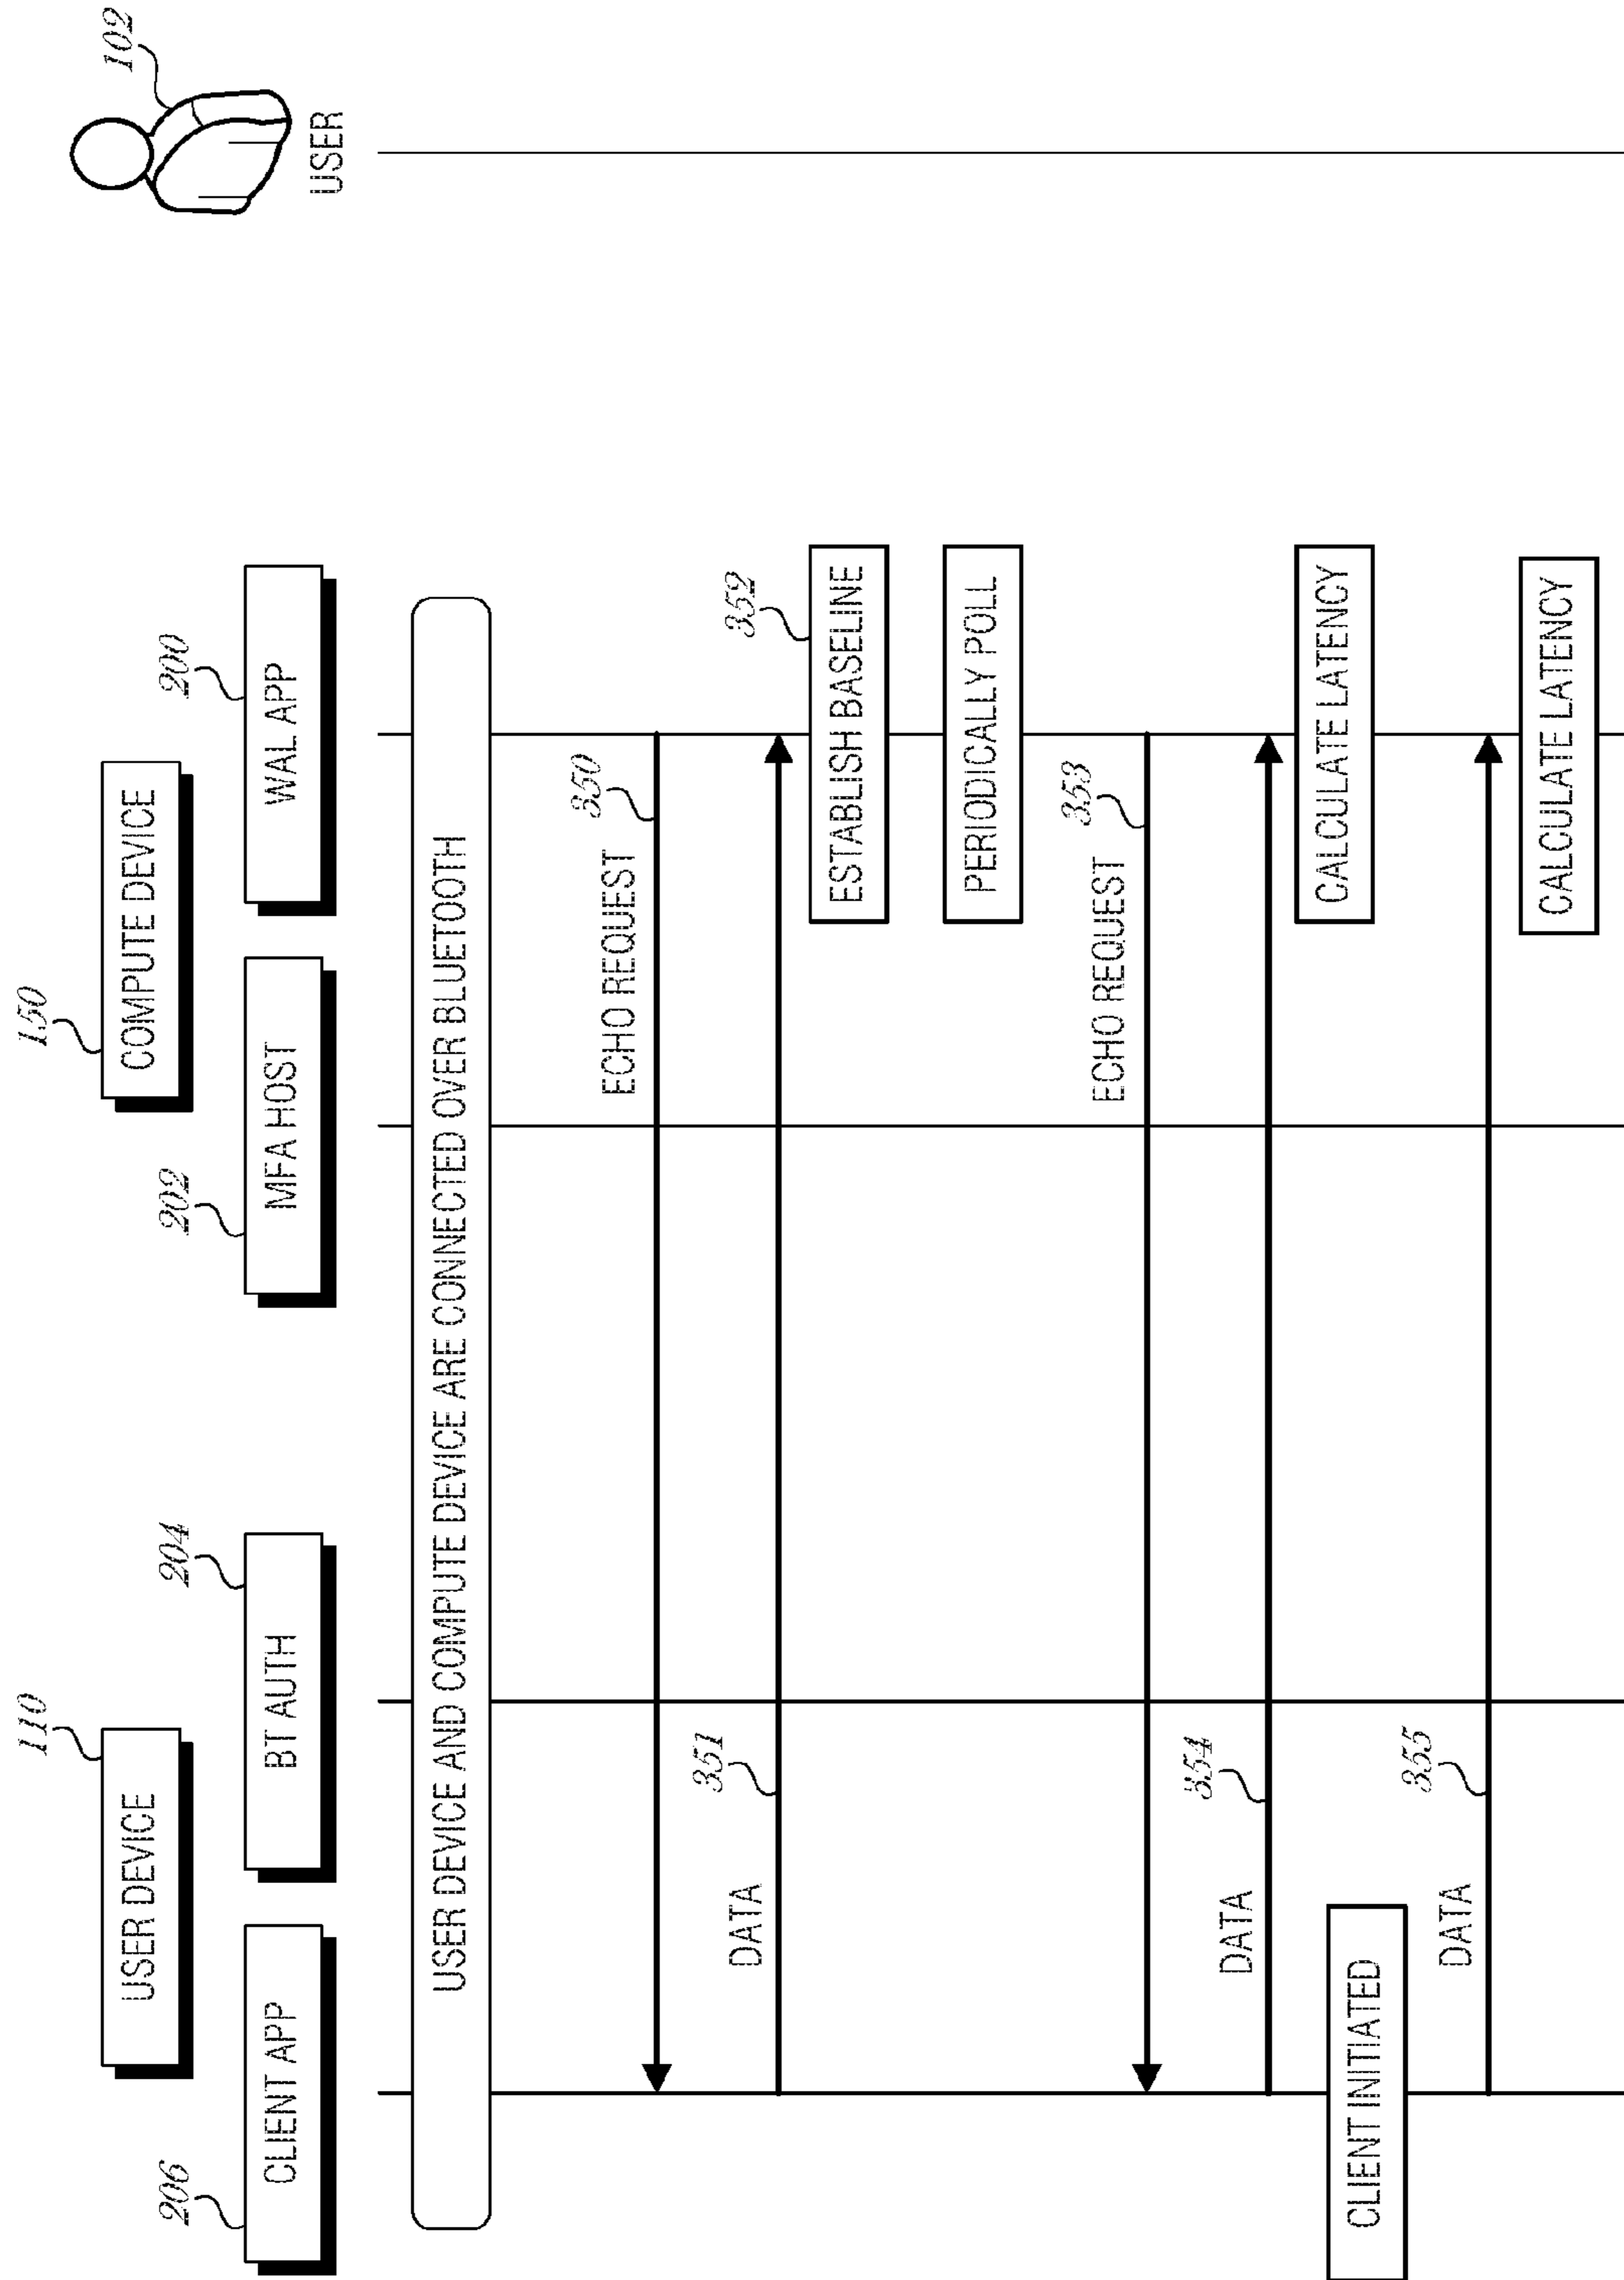 110
150
102
USER DEVICE
COMPUTE DEVICE
206
204
202
200
CLIENT APP
BT AUTH
MFA HOST
WAL APP
USER
USER DEVICE AND COMPUTE DEVICE ARE CONNECTED OVER BLUETOOTH
ECHO REQUEST
350
DATA
351
352
ESTABLISH BASELINE
PERIODICALLY POLL
ECHO REQUEST
353
DATA
354
CALCULATE LATENCY
CLIENT INITIATED
DATA
355
CALCULATE LATENCY